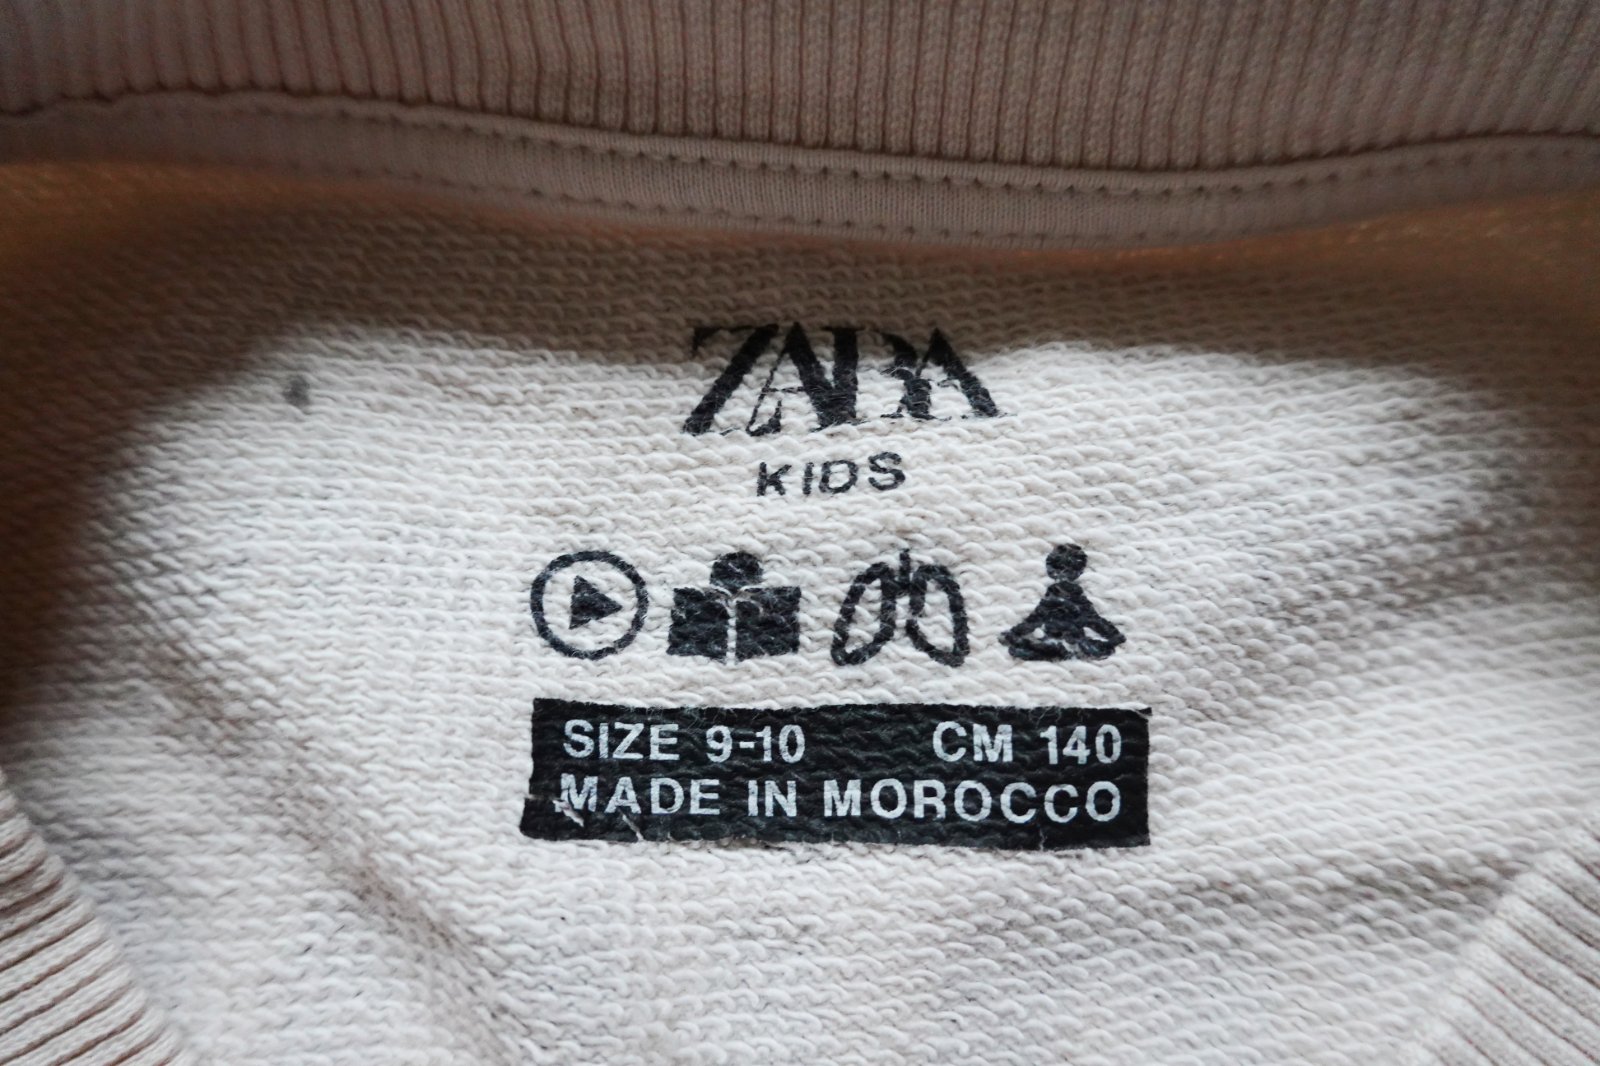 ZARA
KIDS
SIZE 9-10 CM 140
MADE IN MOROCCO